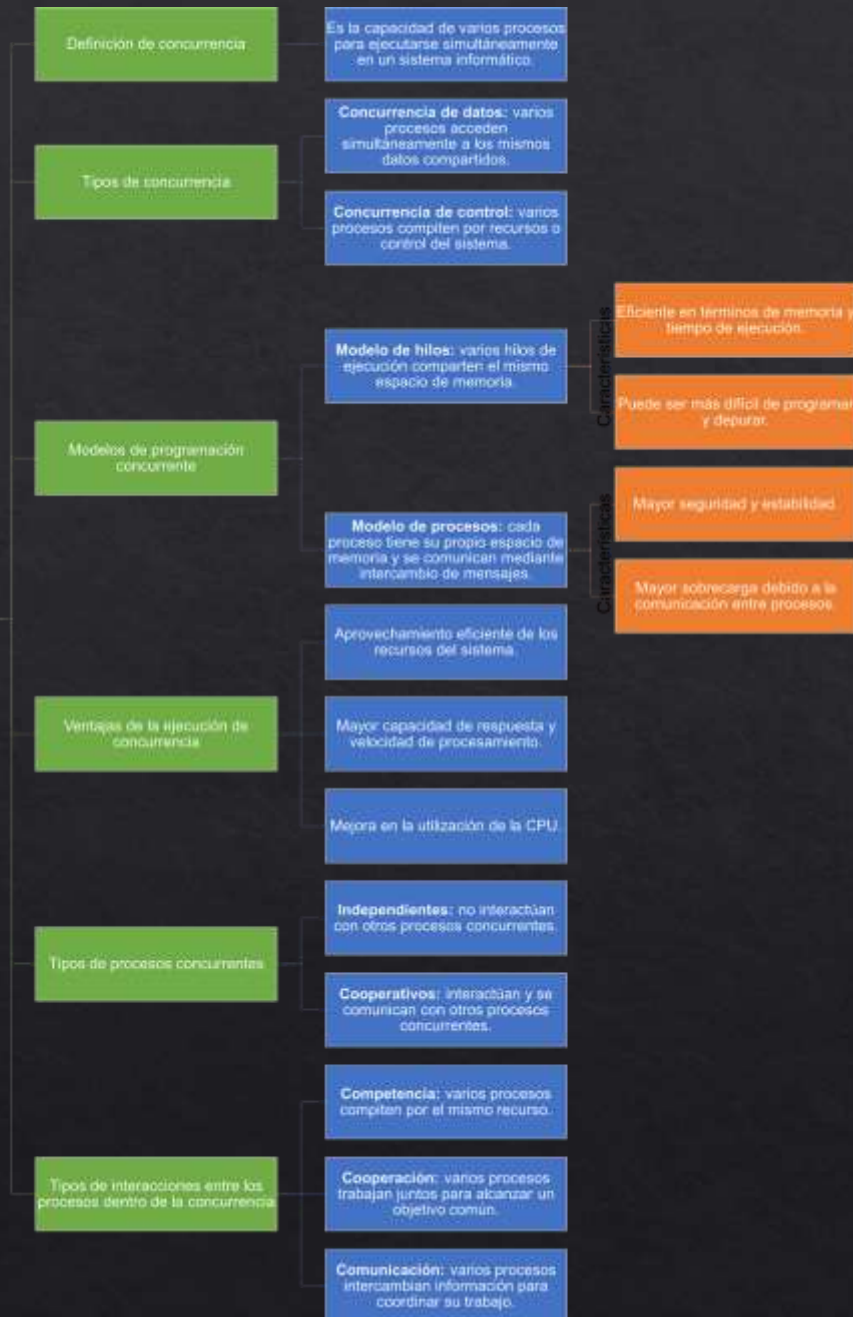 Definición de concurrencia
Es la capacidad de varios procesos
para ejecutarse simultáneamente
en un sistema informático.
Tipos de concurrencia
Concurrencia de datos: varios
procesos acceden
simultáneamente a los mismos
datos compartidos.
Concurrencia de control: varios
procesos compiten por recursos o
control del sistema.
Modelos de programación
concurrente
Modelo de hilos: varios hilos de
ejecución comparten el mismo
espacio de memoria.
Características
Eficiente en términos de memoria y
tiempo de ejecución.
Puede ser más difícil de programar
y depurar.
Modelo de procesos: cada
proceso tiene su propio espacio de
memoria y se comunican mediante
intercambio de mensajes.
Características
Mayor seguridad y estabilidad.
Mayor sobrecarga debido a la
comunicación entre procesos.
Ventajas de la ejecución de
concurrencia
Aprovechamiento eficiente de los
recursos del sistema.
Mayor capacidad de respuesta y
velocidad de procesamiento.
Mejora en la utilización de la CPU.
Tipos de procesos concurrentes
Independientes: no interactúan
con otros procesos concurrentes.
Cooperativos: interactúan y se
comunican con otros procesos
concurrentes.
Tipos de interacciones entre los
procesos dentro de la concurrencia
Competencia: varios procesos
compiten por el mismo recurso.
Cooperación: varios procesos
trabajan juntos para alcanzar un
objetivo común.
Comunicación: varios procesos
intercambian información para
coordinar su trabajo.